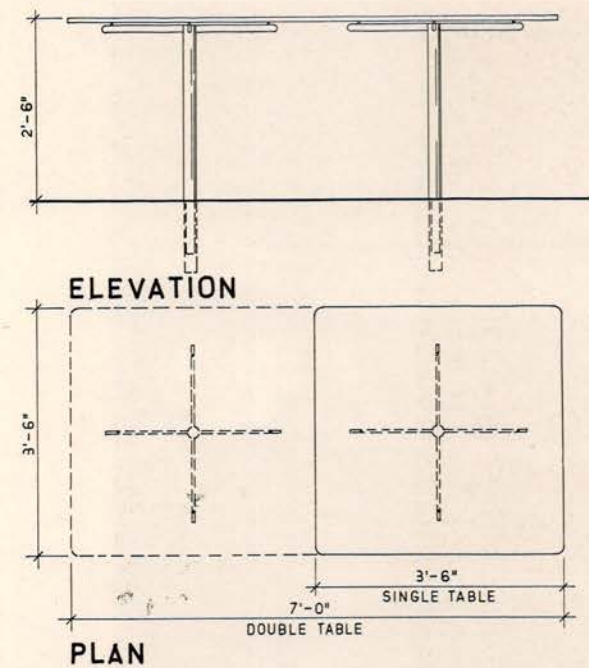 2'-6"
ELEVATION
3'-6"
3'-6"
SINGLE TABLE
7'-0"
DOUBLE TABLE
PLAN